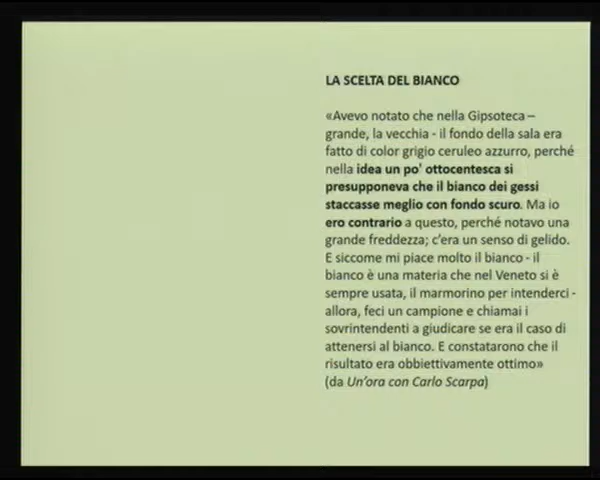 LA SCELTA DEL BIANCO
«Avevo notato che nella Gipsoteca –
grande, la vecchia - il fondo della sala era
fatto di color grigio ceruleo azzurro, perché
nella idea un po' ottocentesca si
presupponeva che il bianco dei gessi
staccasse meglio con fondo scuro. Ma io
ero contrario a questo, perché notavo una
grande freddezza; c'era un senso di gelido.
E siccome mi piace molto il bianco - il
bianco è una materia che nel Veneto si è
sempre usata, il marmorino per intenderci -
allora, feci un campione e chiamai i
sovrintendenti a giudicare se era il caso di
attenersi al bianco. E constatarono che il
risultato era obbiettivamente ottimo»
(da Un'ora con Carlo Scarpa)